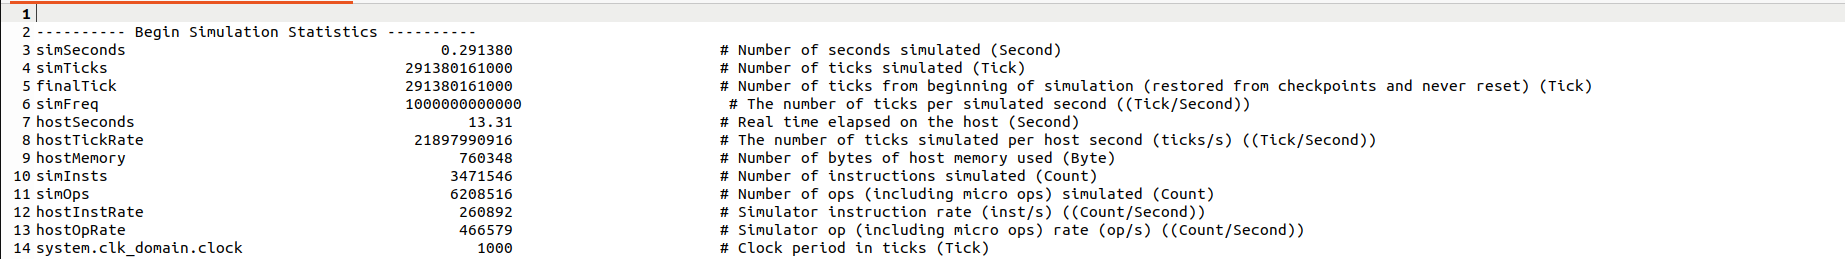 1
2 ---------- Begin Simulation Statistics ----------
3 simSeconds 0.291380 # Number of seconds simulated (Second)
4 simTicks 291380161000 # Number of ticks simulated (Tick)
5 finalTick 291380161000 # Number of ticks from beginning of simulation (restored from checkpoints and never reset) (Tick)
6 simFreq 1000000000000 # The number of ticks per simulated second ((Tick/Second))
7 hostSeconds 13.31 # Real time elapsed on the host (Second)
8 hostTickRate 21897990916 # The number of ticks simulated per host second (ticks/s) ((Tick/Second))
9 hostMemory 760348 # Number of bytes of host memory used (Byte)
10 simInsts 3471546 # Number of instructions simulated (Count)
11 simOps 6208516 # Number of ops (including micro ops) simulated (Count)
12 hostInstRate 260892 # Simulator instruction rate (inst/s) ((Count/Second))
13 hostOpRate 466579 # Simulator op (including micro ops) rate (op/s) ((Count/Second))
14 system.clk_domain.clock 1000 # Clock period in ticks (Tick)